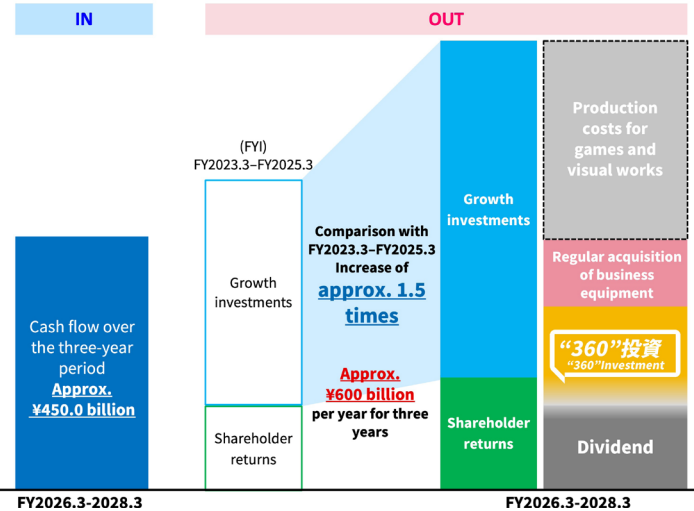 IN
OUT
(FYI)
FY2023.3–FY2025.3
Growth
investments
Shareholder
returns
Cash flow over
the three-year
period
Approx.
¥450.0 billion
Comparison with
FY2023.3–FY2025.3
Increase of
approx. 1.5
times
Approx.
¥600 billion
per year for three
years
Growth
investments
Shareholder
returns
Production
costs for
games and
visual works
Regular acquisition
of business
equipment
“360”投資
“360”Investment
Dividend
FY2026.3-2028.3
FY2026.3-2028.3